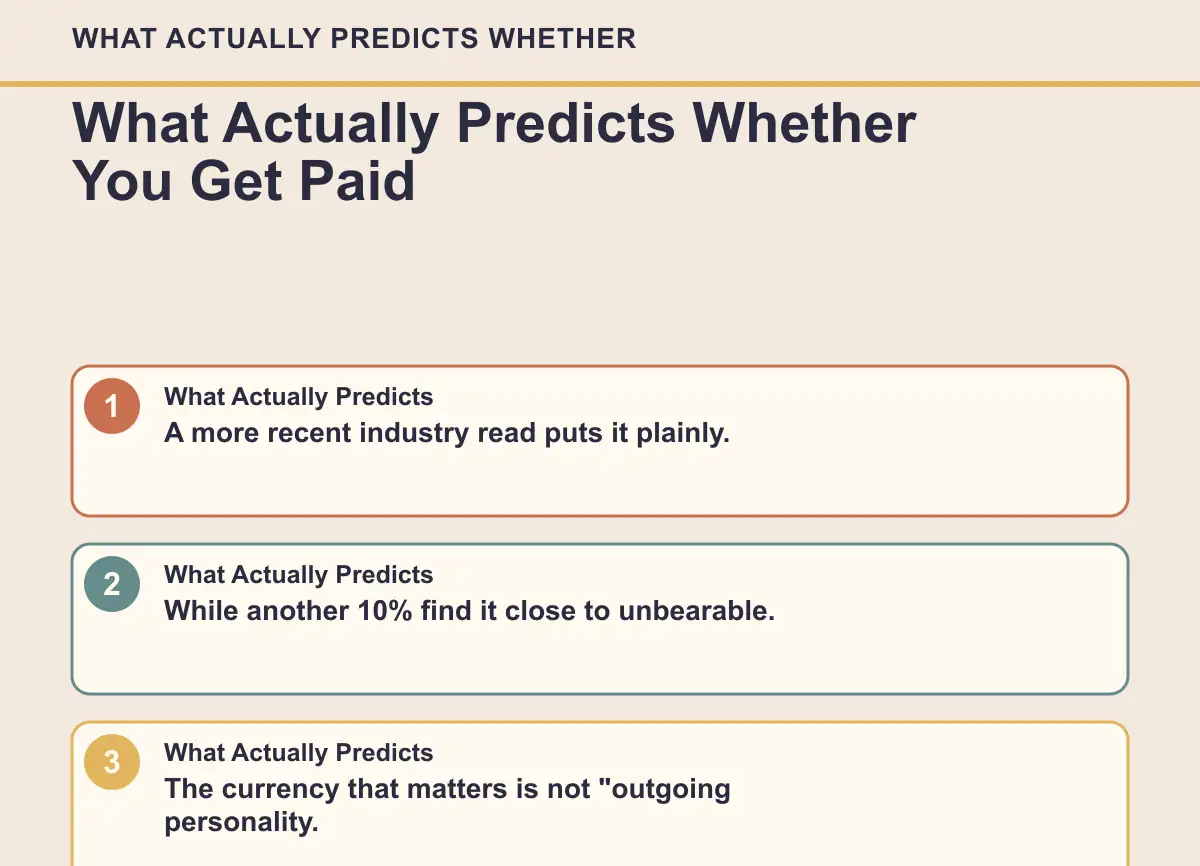 WHAT ACTUALLY PREDICTS WHETHER
What Actually Predicts Whether
You Get Paid
1
What Actually Predicts
A more recent industry read puts it plainly.
2
What Actually Predicts
While another 10% find it close to unbearable.
3
What Actually Predicts
The currency that matters is not "outgoing
personality.